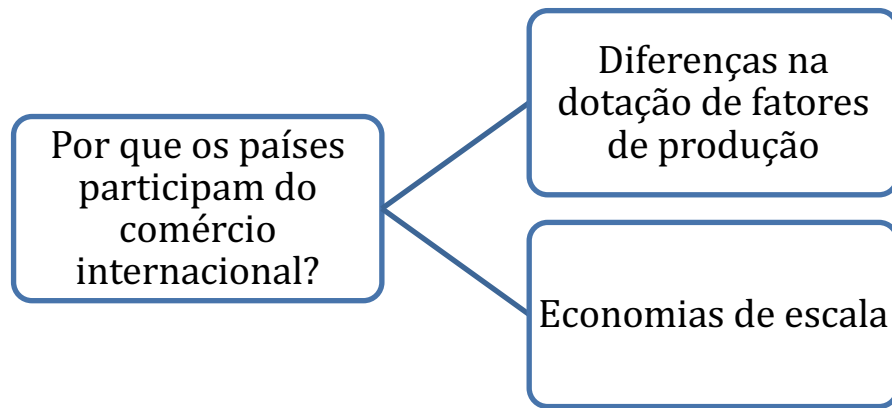 Por que os países
participam do
comércio
internacional?
Diferenças na
dotação de fatores
de produção
Economias de escala